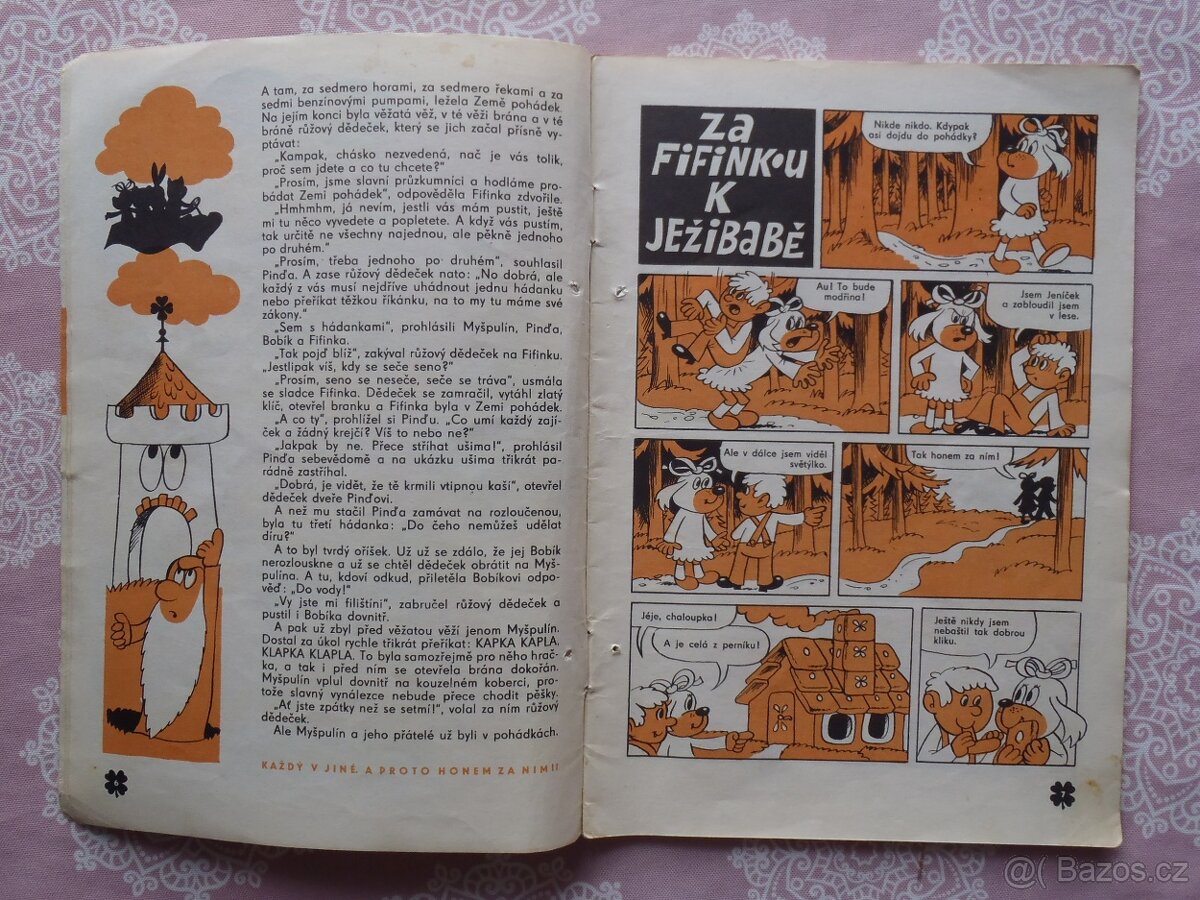 A tam, za sedmero horami, za sedmero řekami a za
sedmi benzínovými pumpami, ležela Země pohádek.
Na jejím konci byla věžatá věž, v té věži brána a v té
bráně růžový dědeček, který se jich začal přísně vy-
ptávat:
„Kampak, chásko nezvedená, nač je vás tolik,
proč sem jdete a co tu chcete?“
„Prosím, jsme slavní průzkumníci a hodláme pro-
bádat Zemi pohádek“, odpověděla Fifinka zdvořile.
„Hmhmhm, já nevím, jestli vás mám pustit, ještě
mi tu něco vyvedete a popletete. A když vás pustím,
tak určitě ne všechny najednou, ale pěkně jednoho
po druhém.“
„Prosím, třeba jednoho po druhém“, souhlasil
Pinďa. A zase růžový dědeček nato: „No dobrá, ale
každý z vás musí nejdříve uhádnout jednu hádanku
nebo přeříkat těžkou říkánku, na to my tu máme své
zákony.“
„Sem s hádankami“, prohlásili Myšpulín, Pinďa,
Bobík a Fifinka.
„Tak pojď blíž“, zakýval růžový dědeček na Fifinku.
„Jestlipak víš, kdy se seče seno?“
„Prosím, seno se neseče, seče se tráva“, usmála
se sladce Fifinka. Dědeček se zamračil, vytáhl zlatý
klíč, otevřel branku a Fifinka byla v Zemi pohádek.
„A co ty“, prohlížel si Pinďu. „Co umí každý zají-
ček a žádný krejčí? Víš to nebo ne?“
„Jakpak by ne. Přece stříhat ušima!“, prohlásil
Pinďa sebevědomě a na ukázku ušima třikrát pa-
rádně zastříhal.
„Dobrá, je vidět, že tě krmili vtipnou kaší“, otevřel
dědeček dveře Pinďovi.
A než mu stačil Pinďa zamávat na rozloučenou,
byla tu třetí hádanka: „Do čeho nemůžeš udělat
díru?“
A to byl tvrdý oříšek. Už už se zdálo, že jej Bobík
nerozlouskne a už se chtěl dědeček obrátit na Myš-
pulína. A tu, kdoví odkud, přiletěla Bobíkovi odpo-
věď: „Do vody!“
„Vy jste mi filištíni“, zabručel růžový dědeček a
pustil i Bobíka dovnitř.
A pak už zbyl před věžatou věží jenom Myšpulín.
Dostal za úkol rychle třikrát přeříkat: KAPKA KAPLA,
KLAPKA KLAPLA. To byla samozřejmě pro něho hrač-
ka, a tak i před ním se otevřela brána dokořán.
Myšpulín vplul dovnitř na kouzelném koberci, pro-
tože slavný vynálezce nebude přece chodit pěšky.
„Ať jste zpátky než se setmí!“, volal za ním růžový
dědeček.
Ale Myšpulín a jeho přátelé už byli v pohádkách.
KAŽDÝ V JINÉ, A PROTO HONEM ZA NIMI!
6
Za
FiFiNKou
K
JEŽiBaBĚ
Nikde nikdo. Kdypak
asi dojdu do pohádky?
Au! To bude
modřina!
Jsem Jeníček
a zabloudil jsem
v lese.
Ale v dálce jsem viděl
světýlko.
Tak honem za ním!
Jéje, chaloupka!
A je celá z perníku!
Ještě nikdy jsem
nebaštil tak dobrou
kliku.
7
@( Bazos.cz